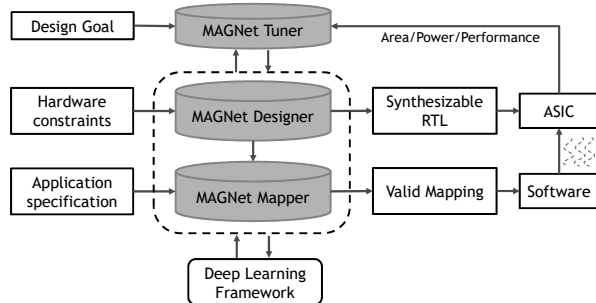 Design Goal
MAGNet Tuner
Area/Power/Performance
Hardware
constraints
MAGNet Designer
Synthesizable
RTL
ASIC
Application
specification
MAGNet Mapper
Valid Mapping
Software
Deep Learning
Framework